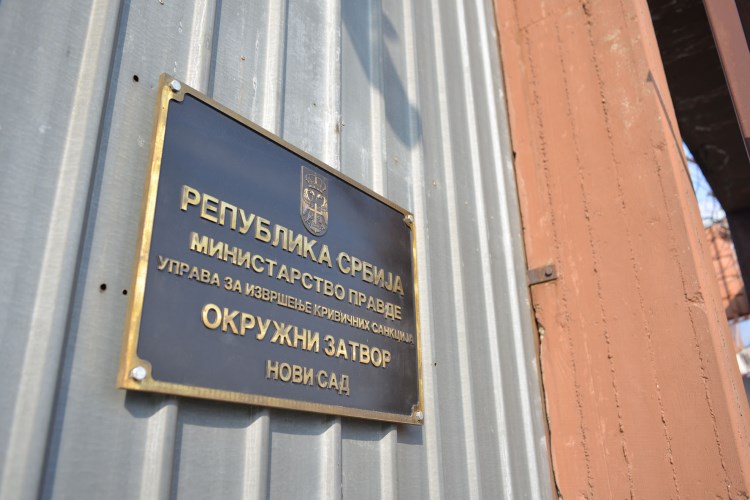 РЕПУБЛИКА СРБИЈА
МИНИСТАРСТВО ПРАВДЕ
УПРАВА ЗА ИЗВРШЕЊЕ КРИВИЧНИХ САНКЦИЈА
ОКРУЖНИ ЗАТВОР
НОВИ САД